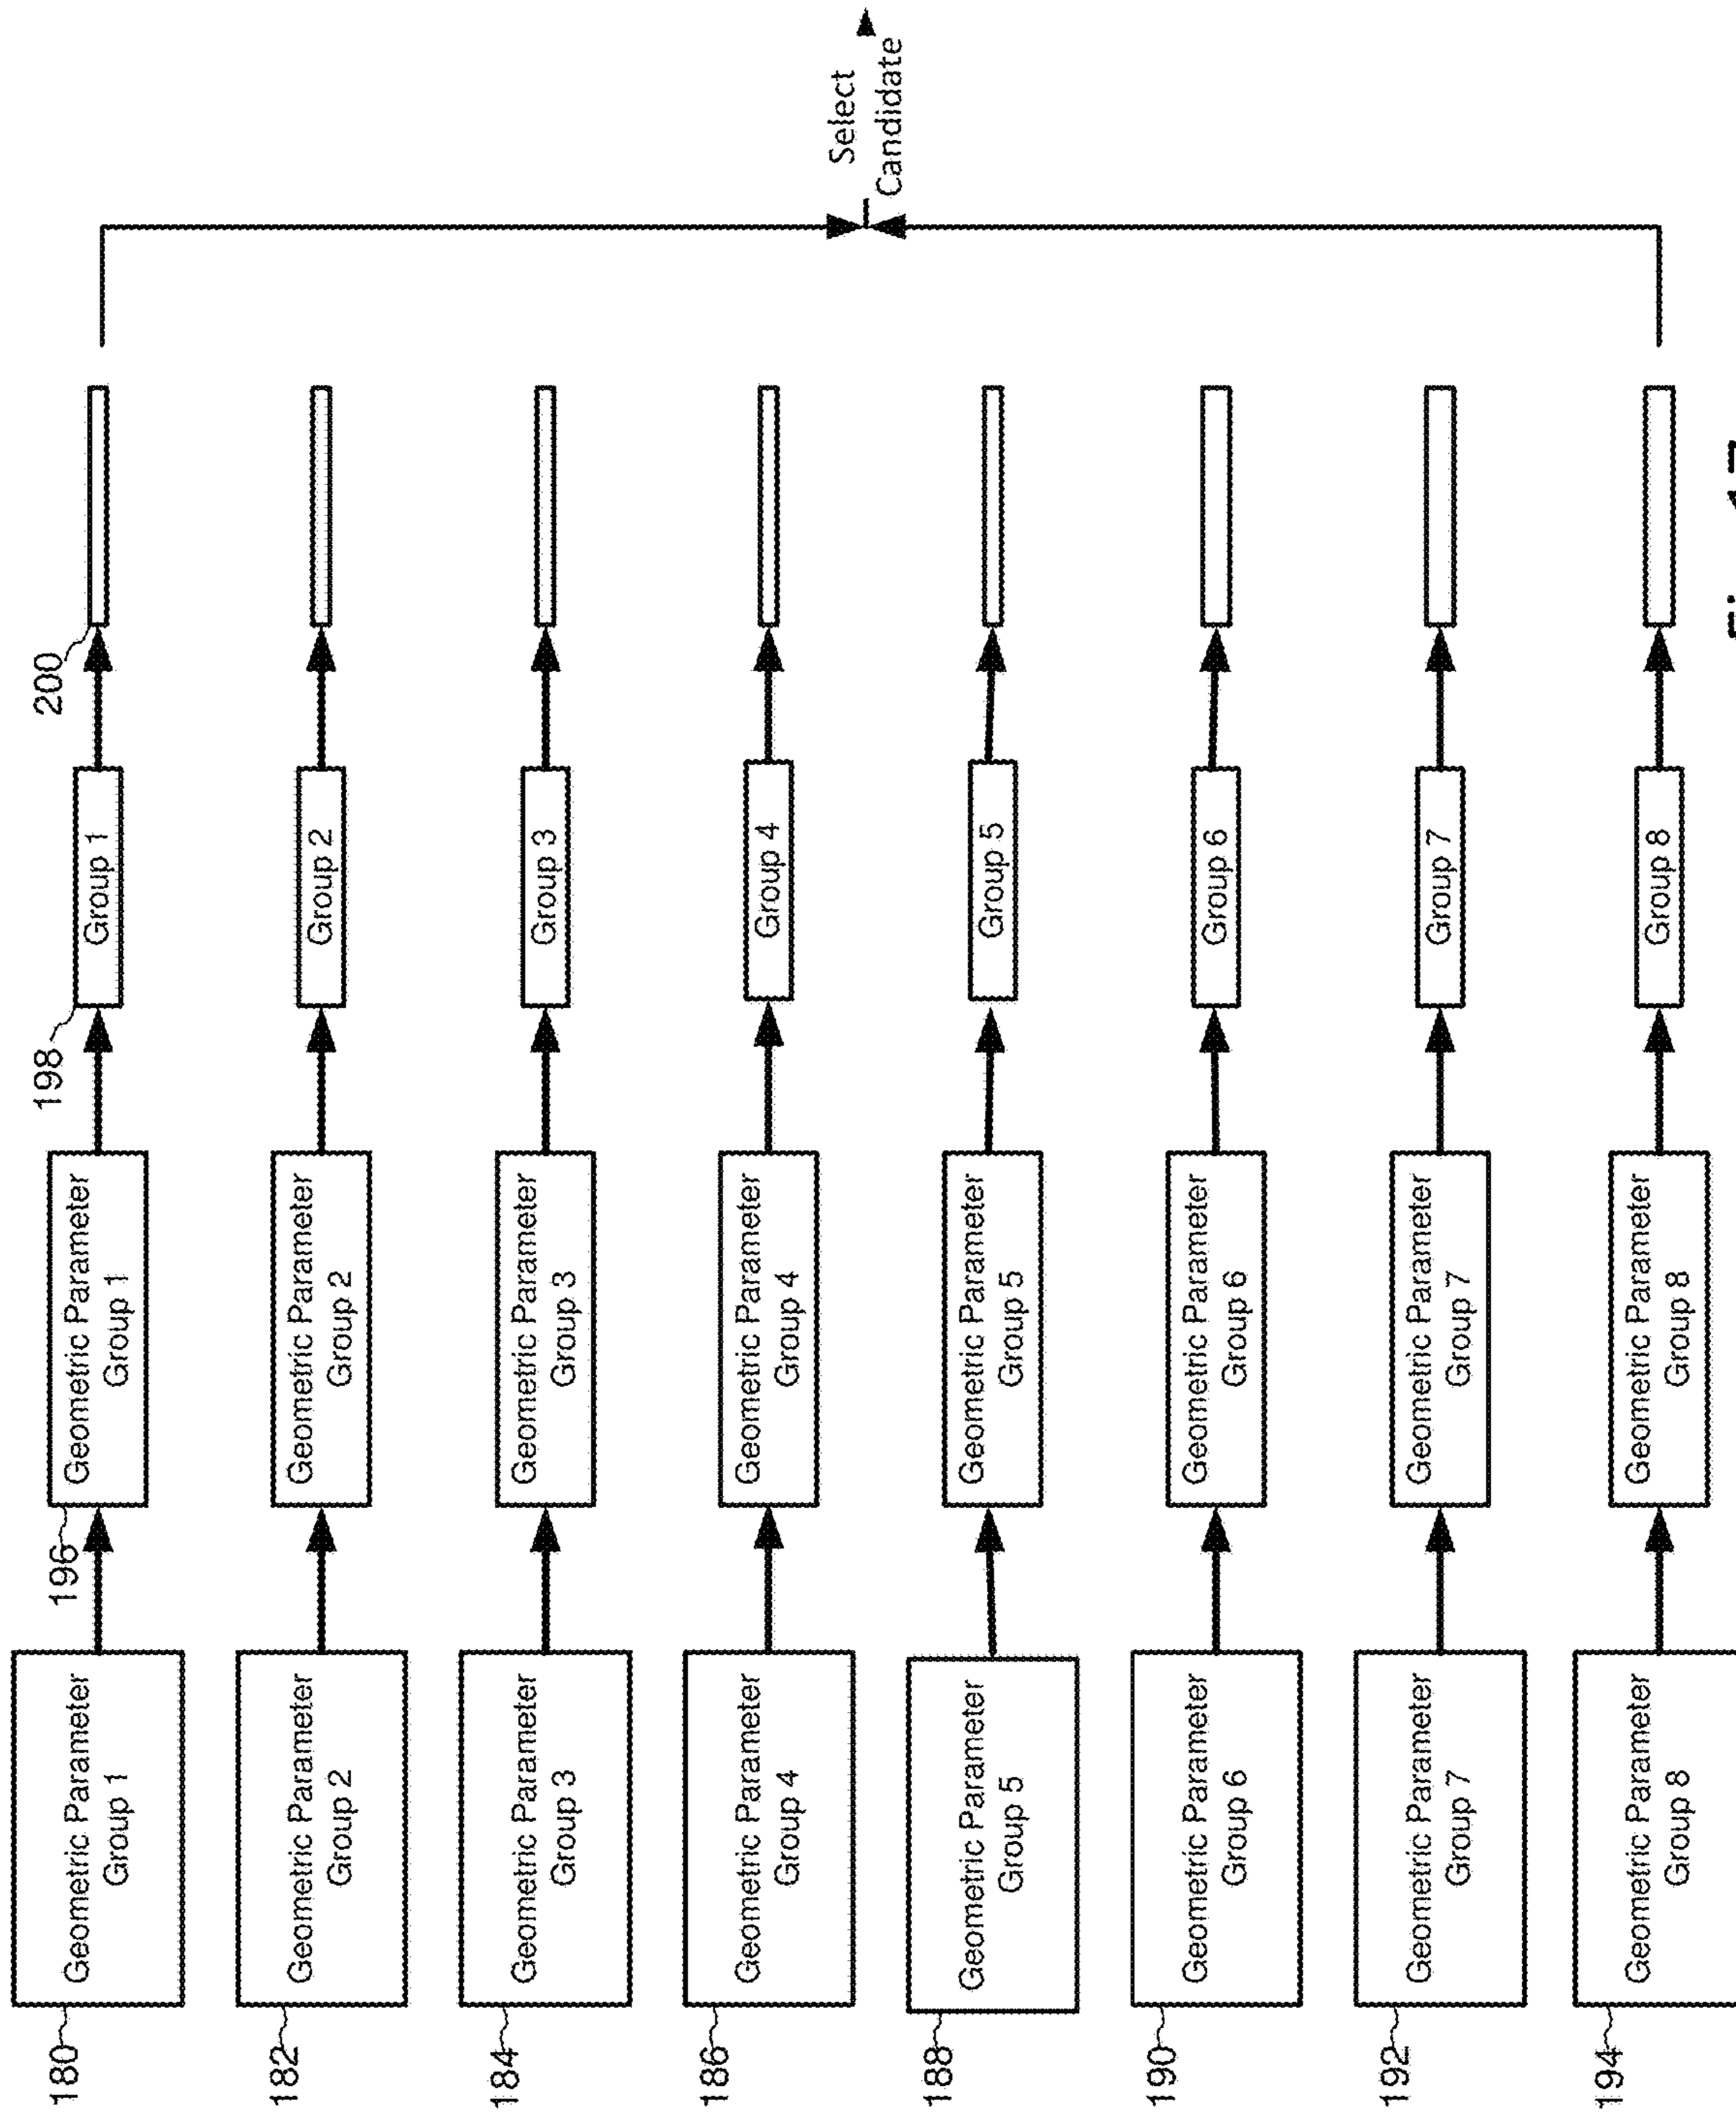 180
Geometric Parameter
Group 1
196
Geometric Parameter
Group 1
198
Group 1
200
182
Geometric Parameter
Group 2
Geometric Parameter
Group 2
Group 2
184
Geometric Parameter
Group 3
Geometric Parameter
Group 3
Group 3
186
Geometric Parameter
Group 4
Geometric Parameter
Group 4
Group 4
Select
Candidate
188
Geometric Parameter
Group 5
Geometric Parameter
Group 5
Group 5
190
Geometric Parameter
Group 6
Geometric Parameter
Group 6
Group 6
192
Geometric Parameter
Group 7
Geometric Parameter
Group 7
Group 7
194
Geometric Parameter
Group 8
Geometric Parameter
Group 8
Group 8